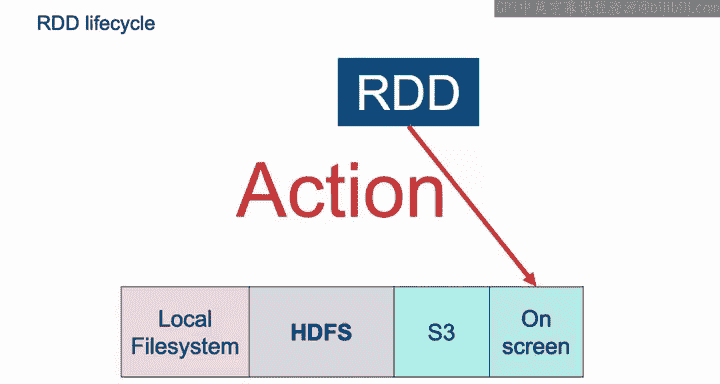 RDD lifecycle
RDD
Action
Local
Filesystem
HDFS
S3
On
screen